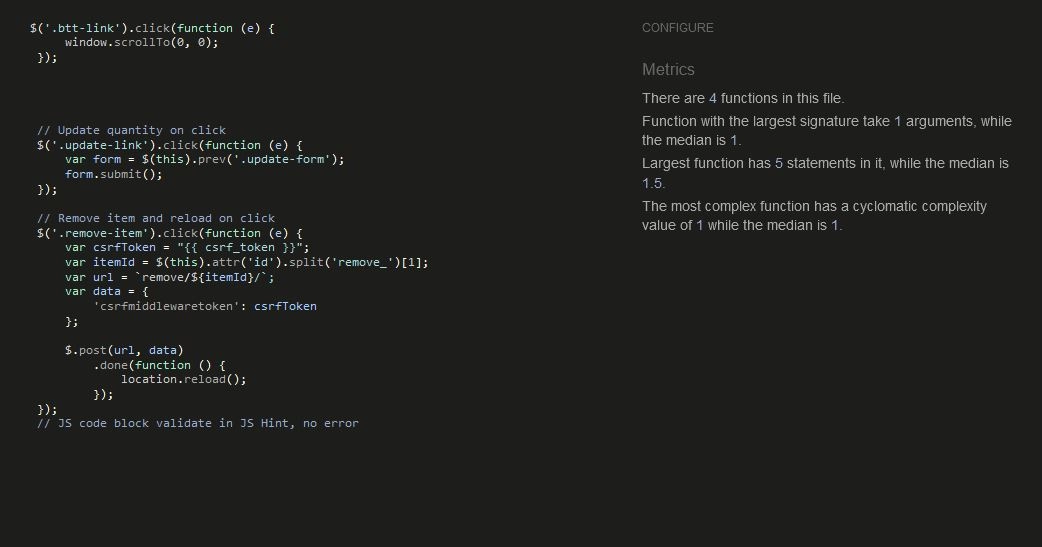 $('.btt-link').click(function (e) {
window.scrollTo(0, 0);
});
// Update quantity on click
$('.update-link').click(function (e) {
var form = $(this).prev('.update-form');
form.submit();
});
// Remove item and reload on click
$('.remove-item').click(function (e) {
var csrfToken = "{{ csrf_token }}";
var itemId = $(this).attr('id').split('remove_')[1];
var url = `remove/${itemId}/`;
var data = {
'csrfmiddlewaretoken': csrfToken
};
$.post(url, data)
.done(function () {
location.reload();
});
});
// JS code block validate in JS Hint, no error
CONFIGURE
Metrics
There are 4 functions in this file.
Function with the largest signature take 1 arguments, while
the median is 1.
Largest function has 5 statements in it, while the median is
1.5.
The most complex function has a cyclomatic complexity
value of 1 while the median is 1.